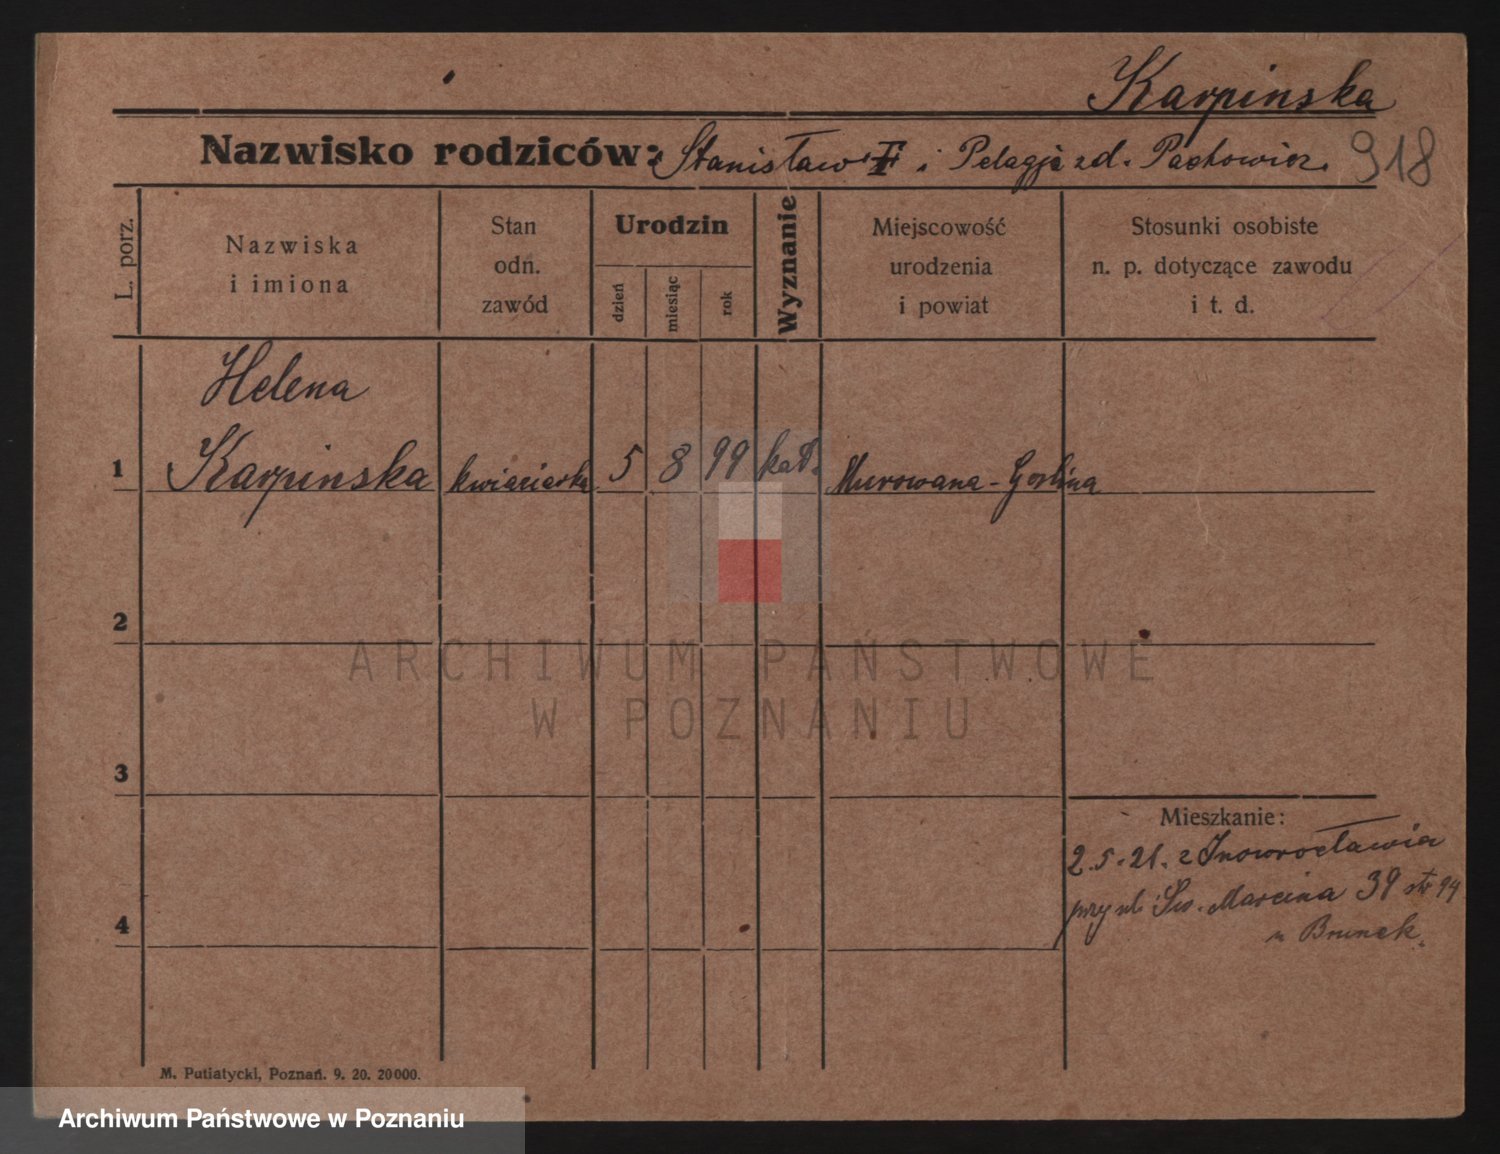 Karpinska
Nazwisko rodziców: Stanisław i Pelagja zd. Pachowicz. 918
L. porz.
Nazwiska
i imiona
Stan
odń.
zawód
Urodzin
dzień
miesiąc
rok
Wyznanie
Miejscowość
urodzenia
i powiat
Stosunki osobiste
n. p. dotyczące zawodu
i t. d.
Helena
1 Karpinska kwiaciarka 5 8 99 kat. Murowana-Goślina
2
ARCHIWUM PAŃSTWOWE
W POZNANIU
3
Mieszkanie:
2.5.21. z Inowrocławia
przy ul. Św. Marcina 39 str 94
u Brunek.
4
M. Putiatycki, Poznań. 9. 20. 20000.
Archiwum Państwowe w Poznaniu